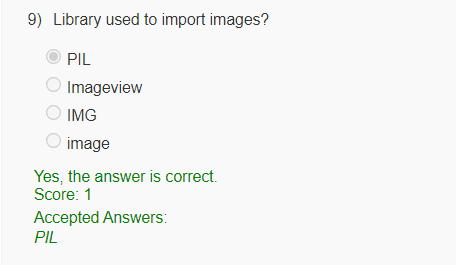 9) Library used to import images?
PIL
Imageview
IMG
image
Yes, the answer is correct.
Score: 1
Accepted Answers:
PIL